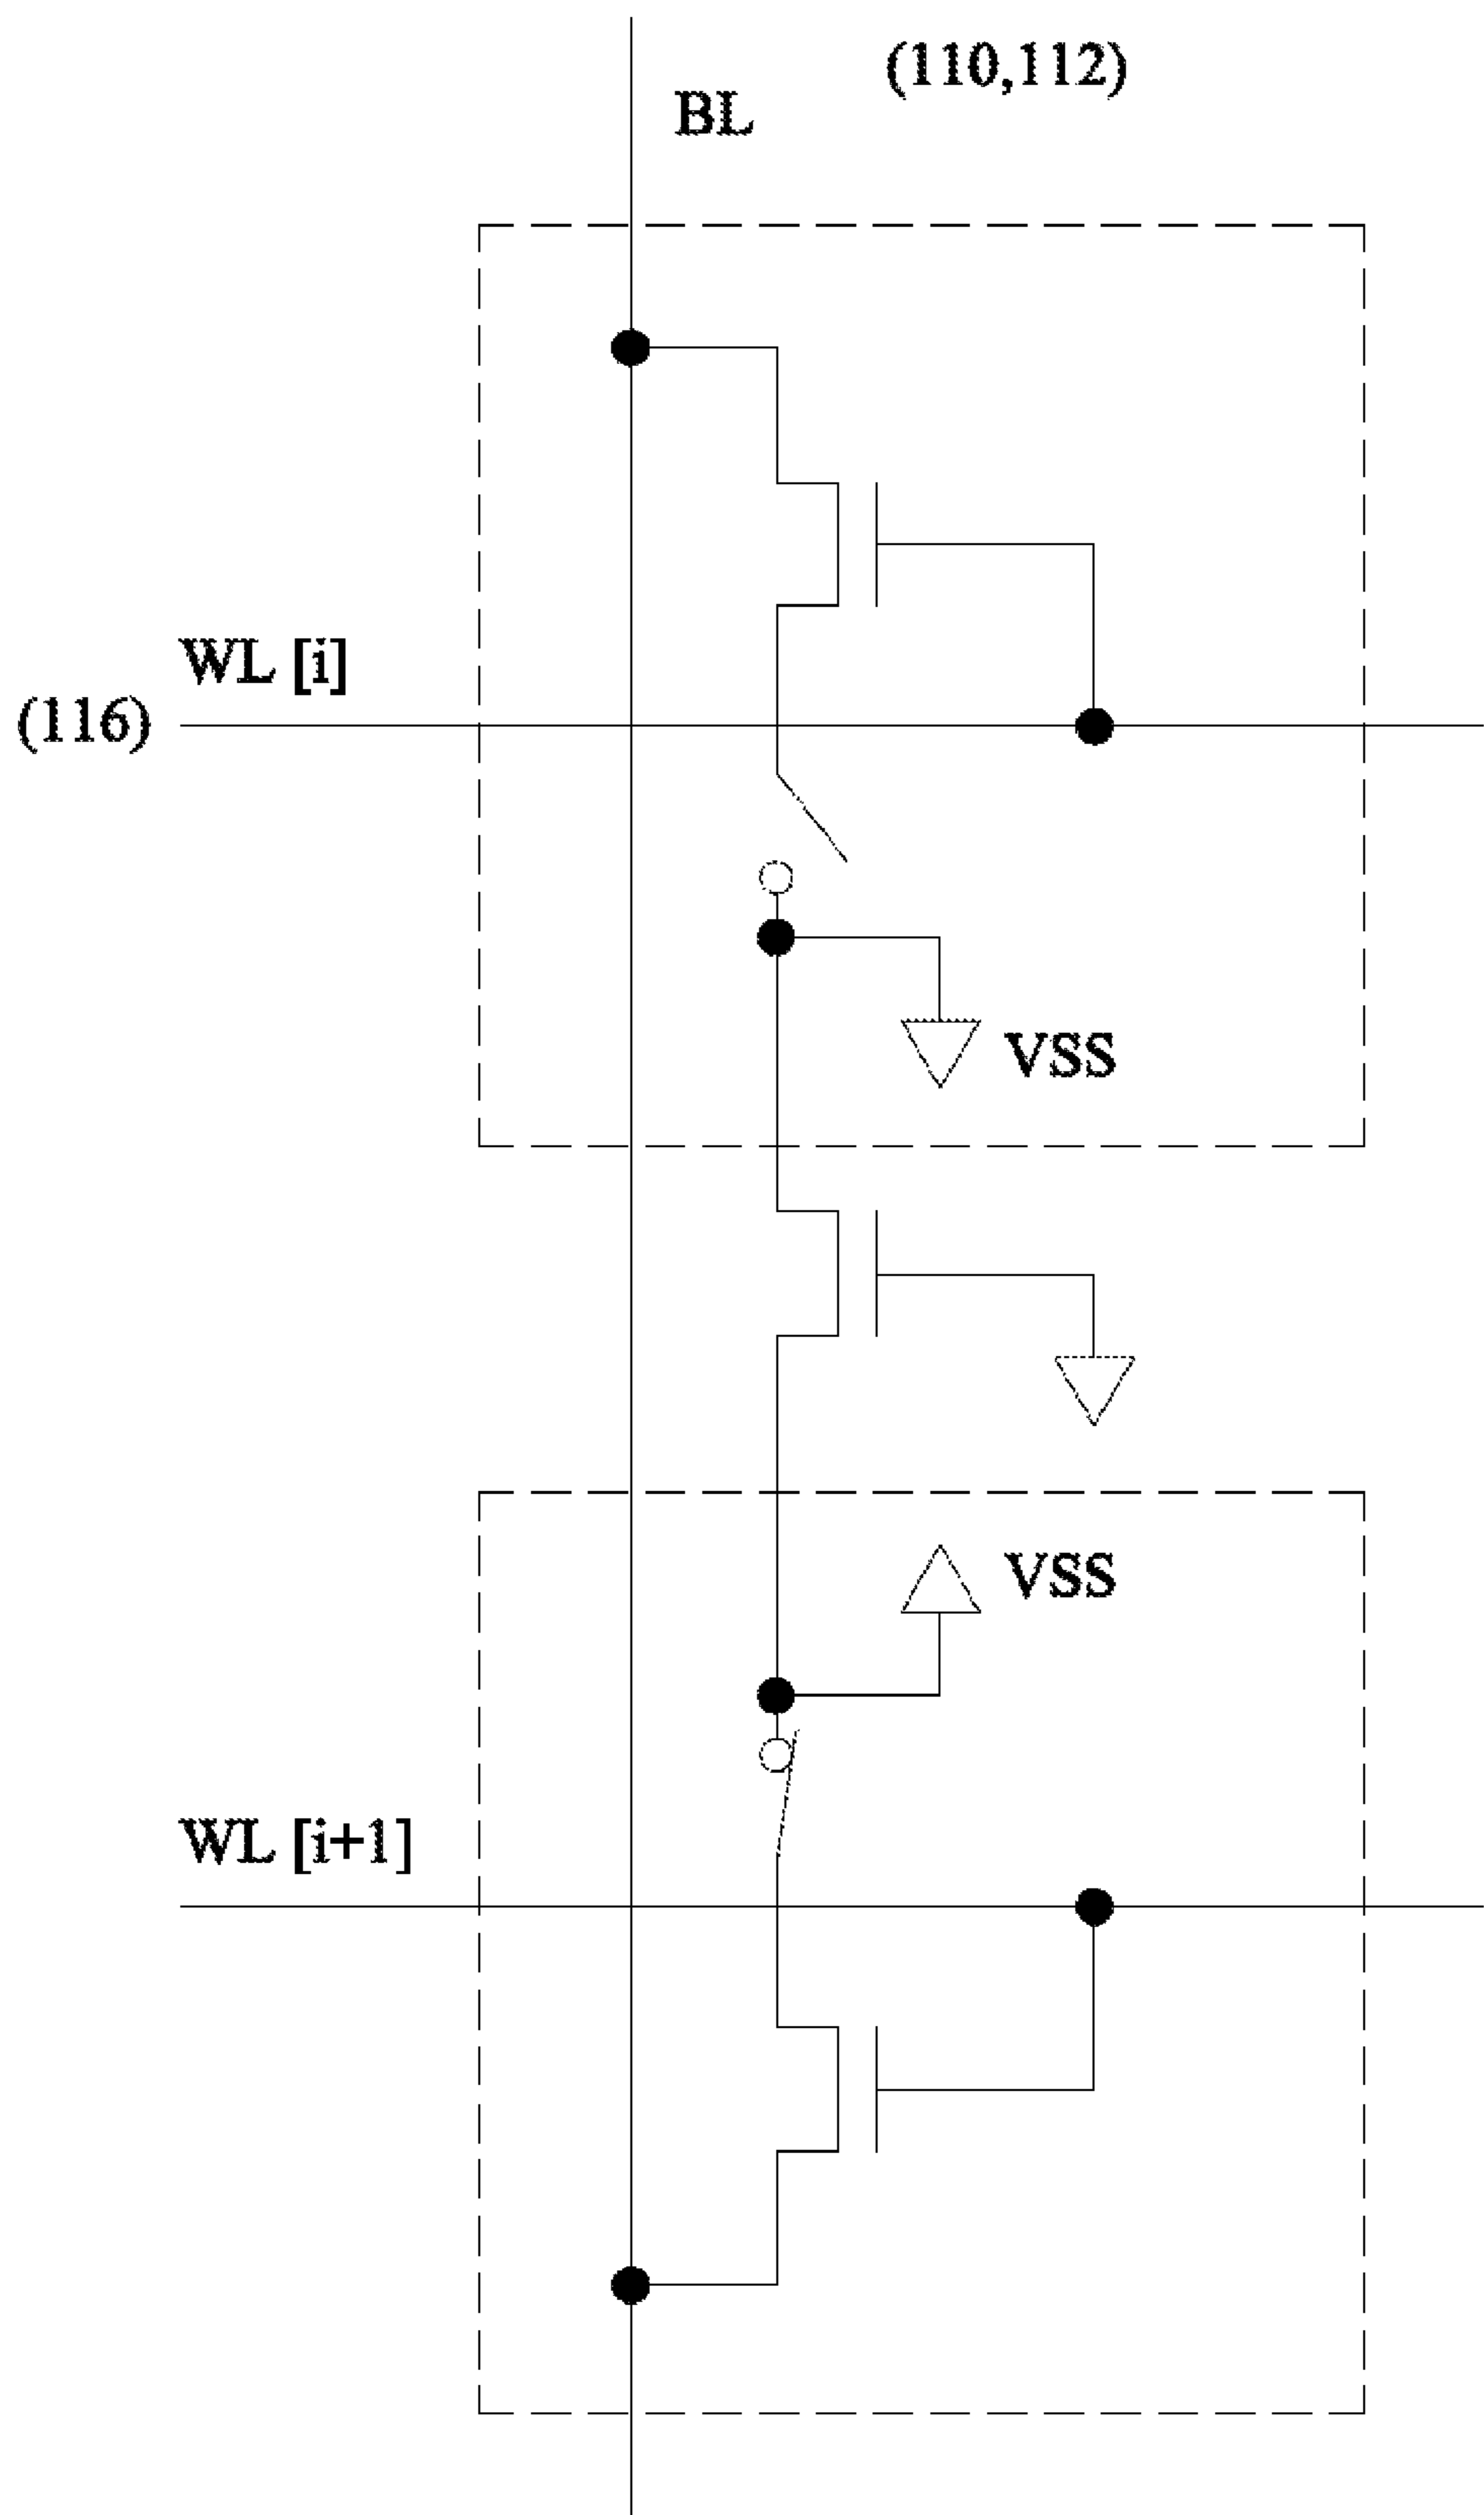 (110,112)
BL
WL [i]
(116)
VSS
VSS
WL [i+1]